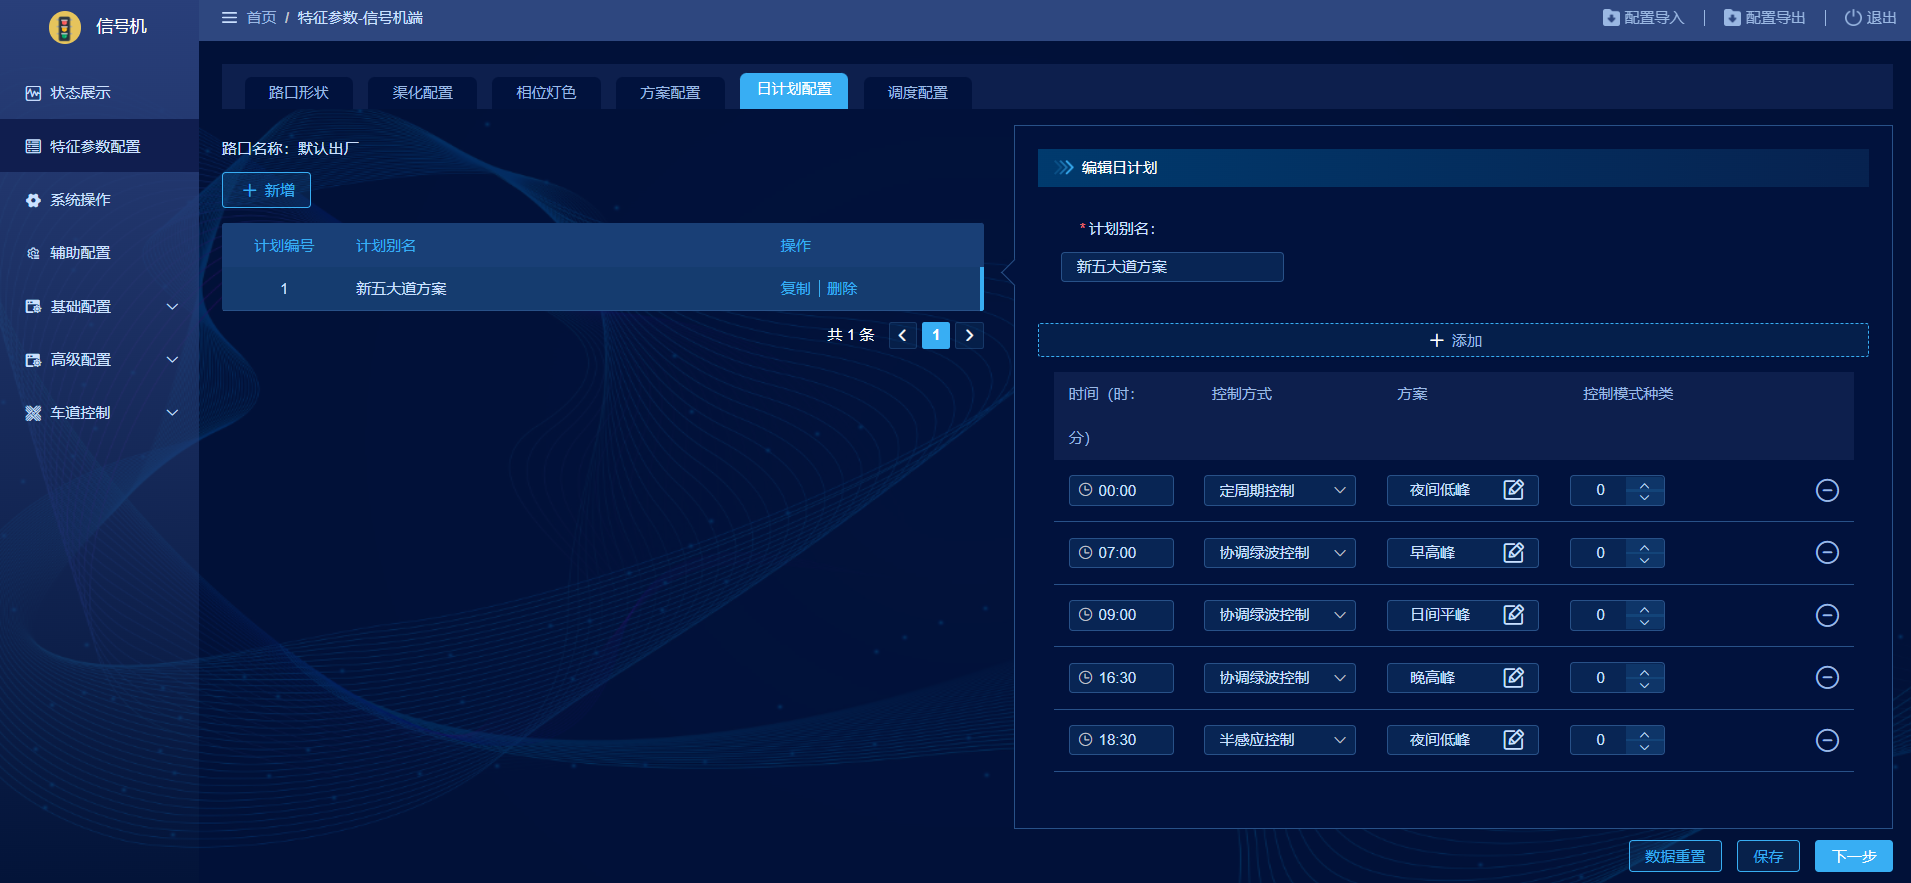 信号机
首页 / 特征参数-信号机端
配置导入
配置导出
退出
状态展示
特征参数配置
系统操作
辅助配置
基础配置
高级配置
车道控制
路口形状
渠化配置
相位灯色
方案配置
日计划配置
调度配置
路口名称：默认出厂
新增
计划编号 计划别名 操作
1 新五大道方案 复制 删除
共 1 条 1
编辑日计划
*计划别名：
新五大道方案
添加
时间（时：分） 控制方式 方案 控制模式种类
00:00 定周期控制 夜间低峰 0
07:00 协调绿波控制 早高峰 0
09:00 协调绿波控制 日间平峰 0
16:30 协调绿波控制 晚高峰 0
18:30 半感应控制 夜间低峰 0
数据重置 保存 下一步